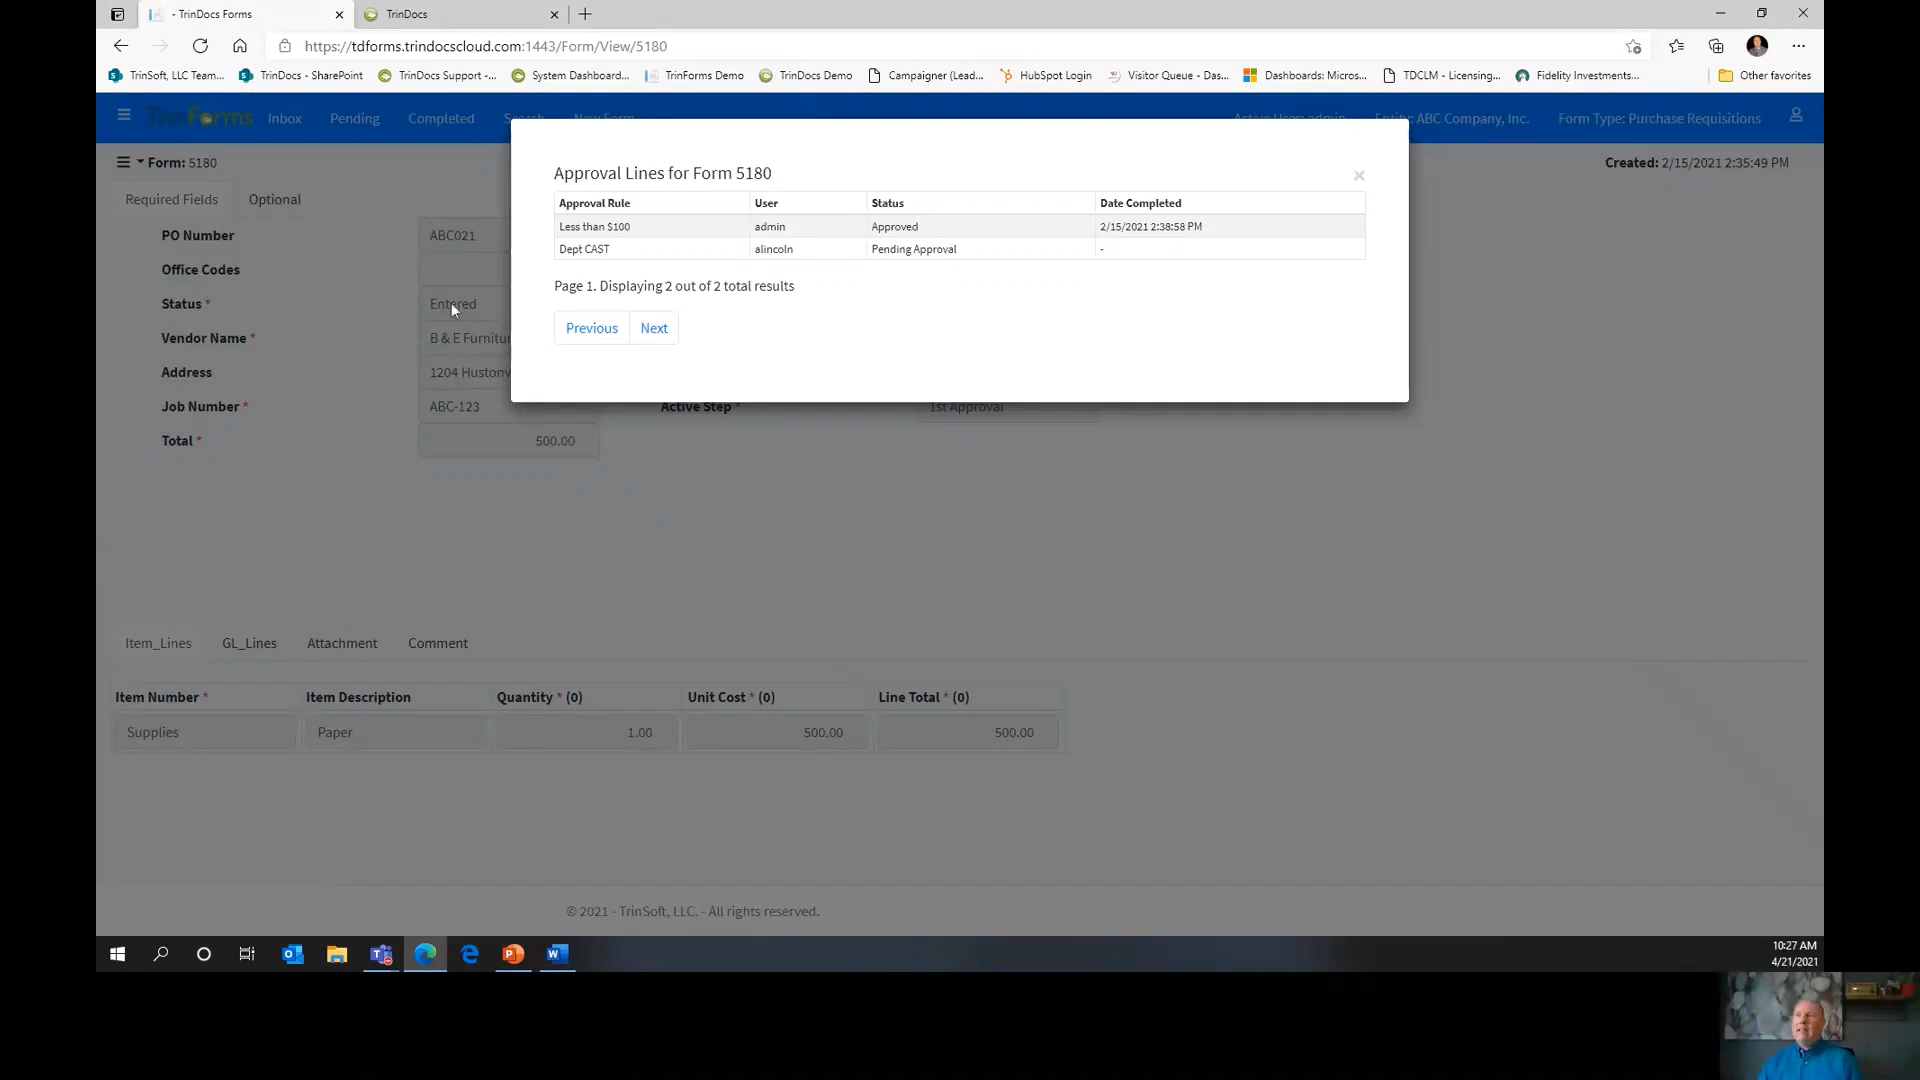 - TrinDocs Forms
TrinDocs
https://tdforms.trindocscloud.com:1443/Form/View/5180
TrinSoft, LLC Team...
TrinDocs - SharePoint
TrinDocs Support -...
System Dashboard...
TrinForms Demo
TrinDocs Demo
Campaigner (Lead...
HubSpot Login
Visitor Queue - Das...
Dashboards: Micros...
TDCLM - Licensing...
Fidelity Investments...
Other favorites
TrinForms
Inbox
Pending
Completed
Search
New Form
Active User: admin
Entity: ABC Company, Inc.
Form Type: Purchase Requisitions
Form: 5180
Created: 2/15/2021 2:35:49 PM
Required Fields
Optional
PO Number
ABC021
Office Codes
Status *
Entered
Vendor Name *
B & E Furnitur
Address
1204 Hustonv
Job Number *
ABC-123
Active Step *
1st Approval
Total *
500.00
Approval Lines for Form 5180
×
Approval Rule User Status Date Completed
Less than $100 admin Approved 2/15/2021 2:38:58 PM
Dept CAST alincoln Pending Approval -
Page 1. Displaying 2 out of 2 total results
Previous Next
Item_Lines GL_Lines Attachment Comment
Item Number * Item Description Quantity * (0) Unit Cost * (0) Line Total * (0)
Supplies Paper 1.00 500.00 500.00
© 2021 - TrinSoft, LLC. - All rights reserved.
10:27 AM
4/21/2021